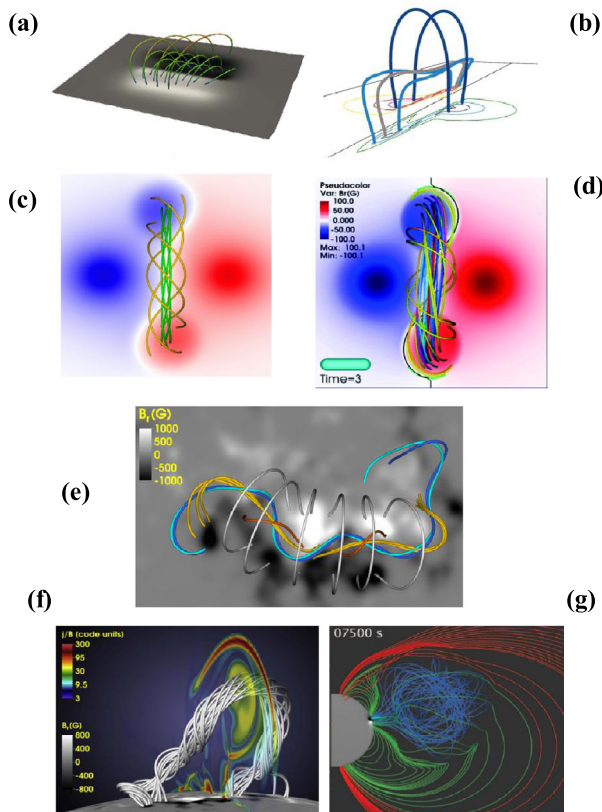 (a)
(b)
(c)
(d)
Pseudocolor
Var: Br(G)
100.0
50.00
0.000
-50.00
-100.0
Max: 100.1
Min: -100.1
Time=3
(e)
Br(G)
1000
500
0
-500
-1000
(f)
(g)
j/B (code units)
300
95
30
9.5
3
Br(G)
800
400
0
-400
-800
07500 s